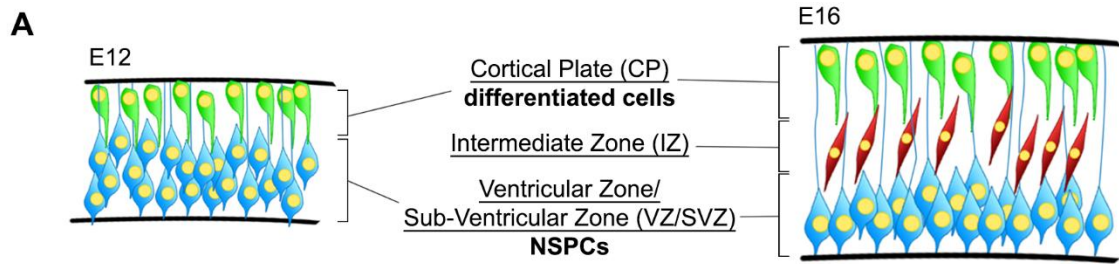 A
E12
E16
Cortical Plate (CP)
differentiated cells
Intermediate Zone (IZ)
Ventricular Zone/
Sub-Ventricular Zone (VZ/SVZ)
NSPCs